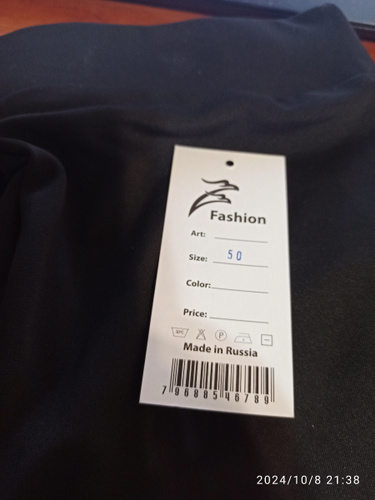 Fashion
Art:
Size: 50
Color:
Price:
Made in Russia
7 96885 46789
2024/10/8 21:38